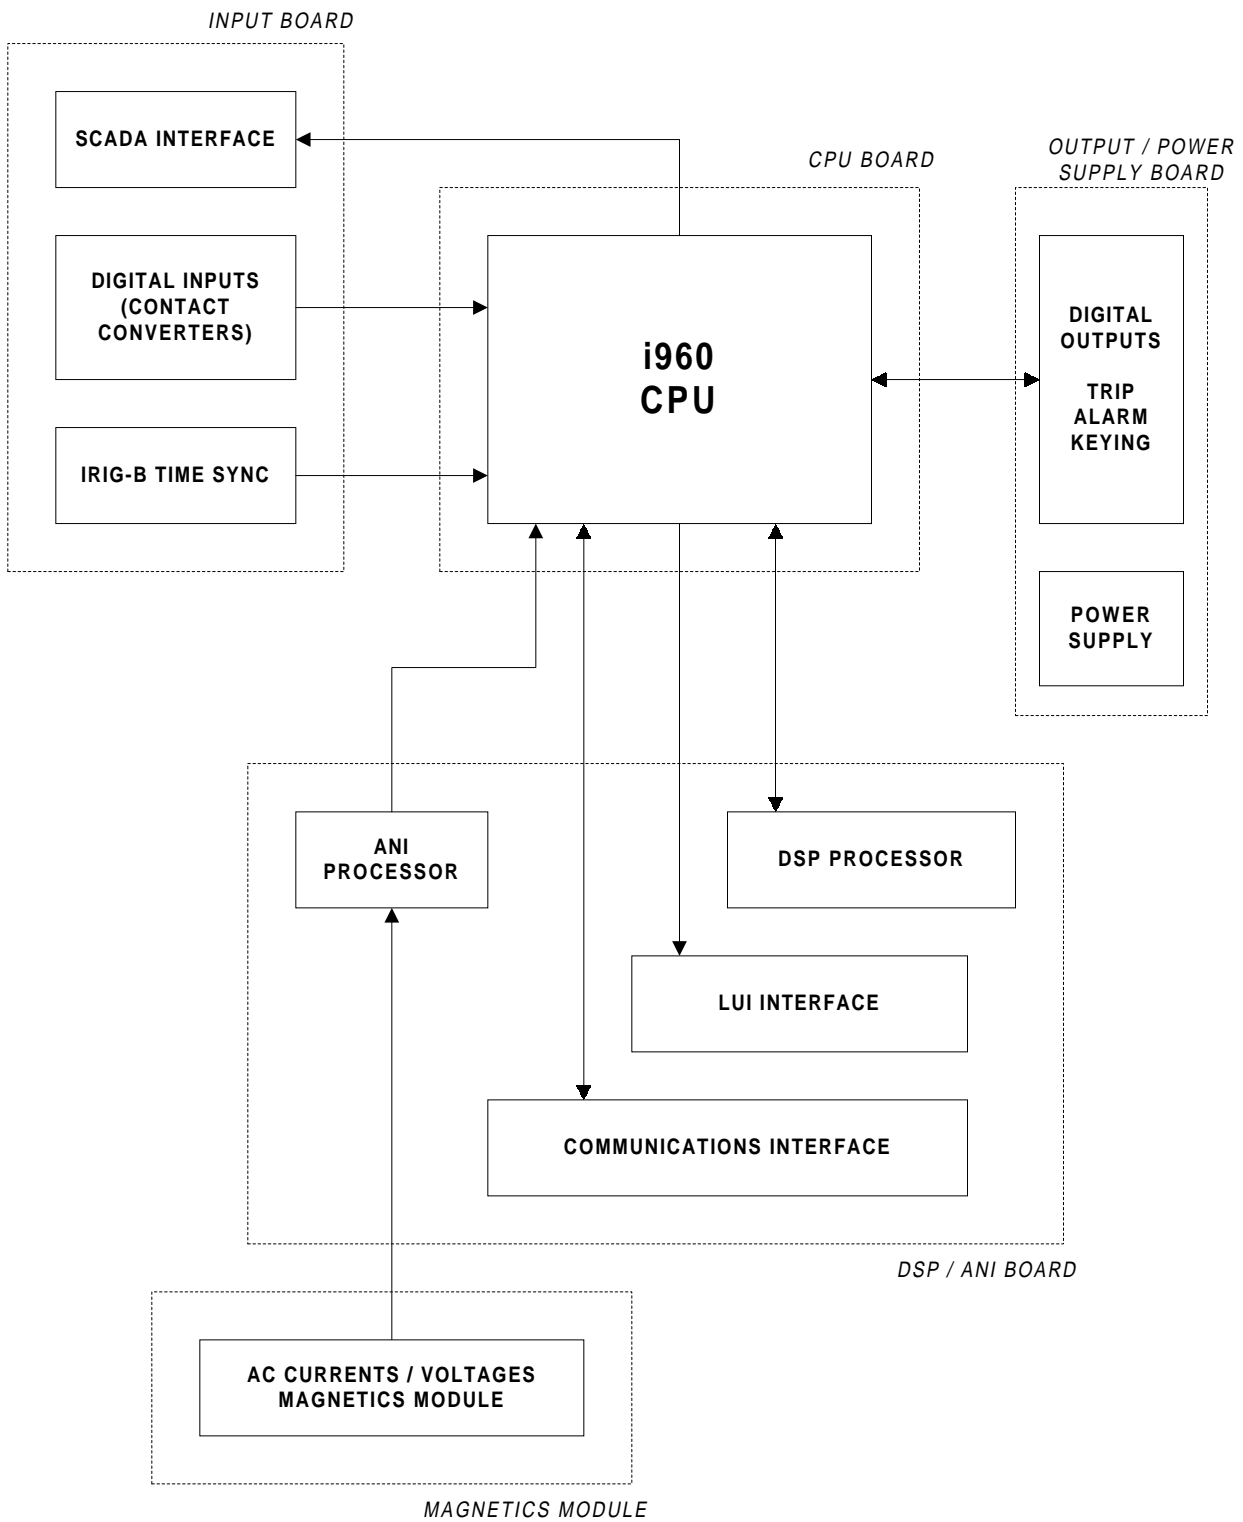 INPUT BOARD
SCADA INTERFACE
DIGITAL INPUTS
(CONTACT
CONVERTERS)
IRIG-B TIME SYNC
CPU BOARD
i960
CPU
OUTPUT / POWER
SUPPLY BOARD
DIGITAL
OUTPUTS
TRIP
ALARM
KEYING
POWER
SUPPLY
ANI
PROCESSOR
DSP PROCESSOR
LUI INTERFACE
COMMUNICATIONS INTERFACE
DSP / ANI BOARD
AC CURRENTS / VOLTAGES
MAGNETICS MODULE
MAGNETICS MODULE